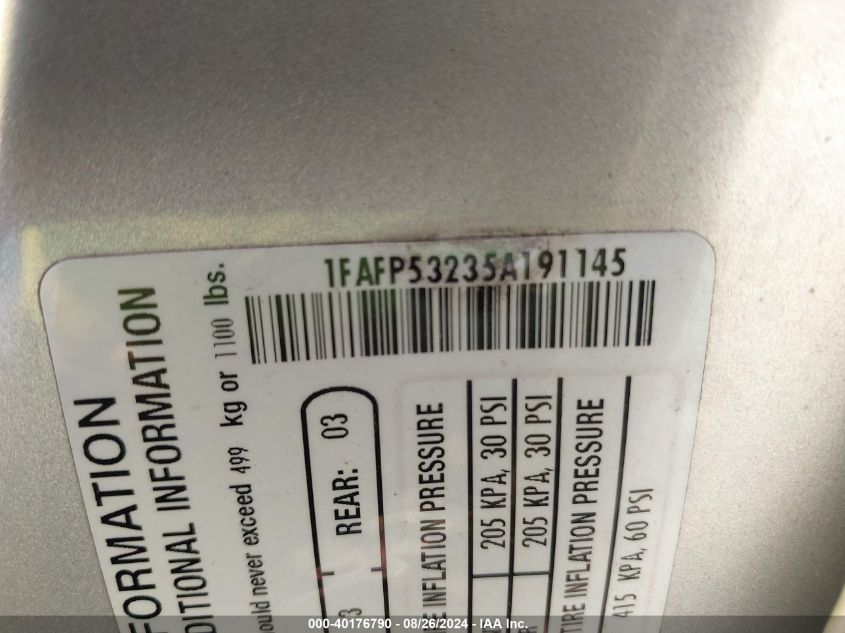 1FAFP53235A191145
FORMATION
DITIONAL INFORMATION
ould never exceed 499 kg or 1100 lbs.
3 REAR: 03
E INFLATION PRESSURE
205 KPA, 30 PSI
205 KPA, 30 PSI
TIRE INFLATION PRESSURE
415 KPA, 60 PSI
000-40176790 - 08/26/2024 - IAA Inc.